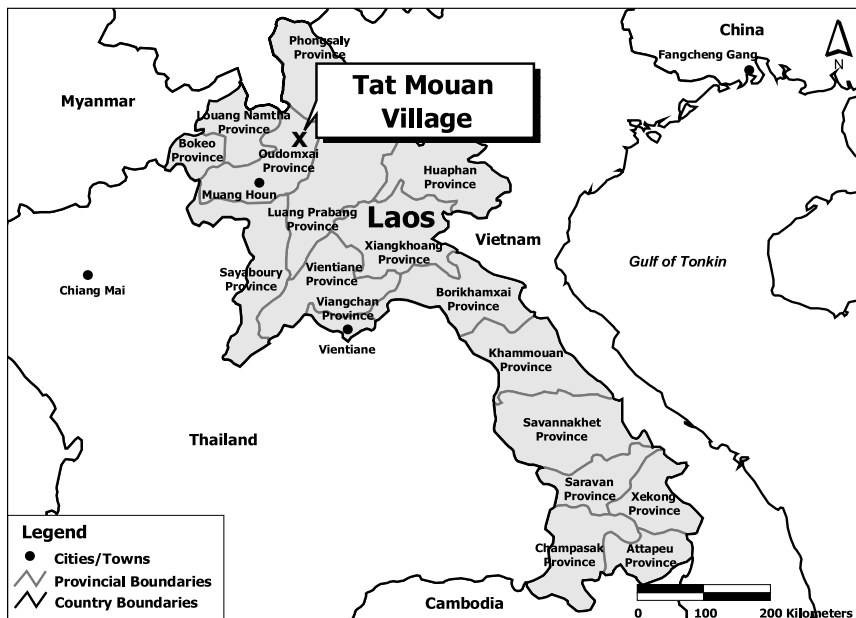 China
Fangcheng Gang
N
Phongsaly
Province
Tat Mouan
Village
Myanmar
Louang Namtha
Province
Bokeo
Province
X
Oudomxai
Province
Huaphan
Province
Muang Houn
Luang Prabang
Province
Laos
Vietnam
Xiangkhoang
Province
Gulf of Tonkin
Chiang Mai
Sayaboury
Province
Vientiane
Province
Viangchan
Province
Borikhamxai
Province
Vientiane
Khammouan
Province
Thailand
Savannakhet
Province
Saravan
Province
Xekong
Province
Champasak
Province
Attapeu
Province
Cambodia
Legend
Cities/Towns
Provincial Boundaries
Country Boundaries
0 100 200 Kilometers